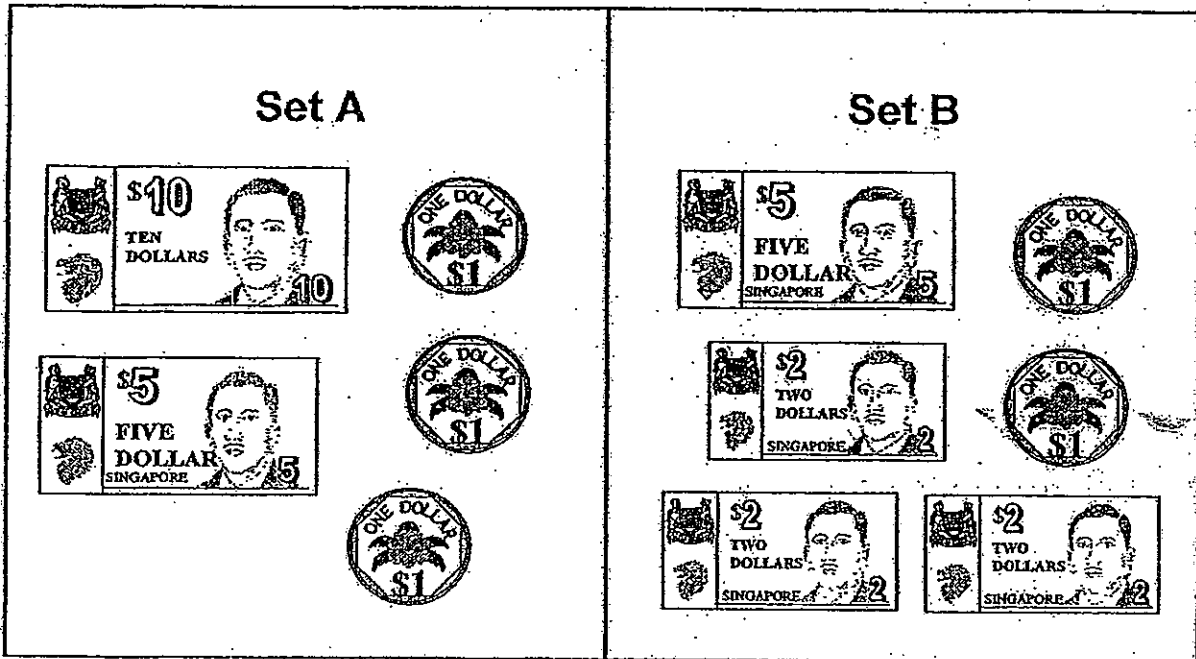 Set A
$10
TEN
DOLLARS
10
ONE DOLLAR
$1
$5
FIVE
DOLLAR
SINGAPORE
5
ONE DOLLAR
$1
ONE DOLLAR
$1
Set B
$5
FIVE
DOLLAR
SINGAPORE
5
ONE DOLLAR
$1
$2
TWO
DOLLARS
SINGAPORE
2
ONE DOLLAR
$1
$2
TWO
DOLLARS
SINGAPORE
2
$2
TWO
DOLLARS
SINGAPORE
2